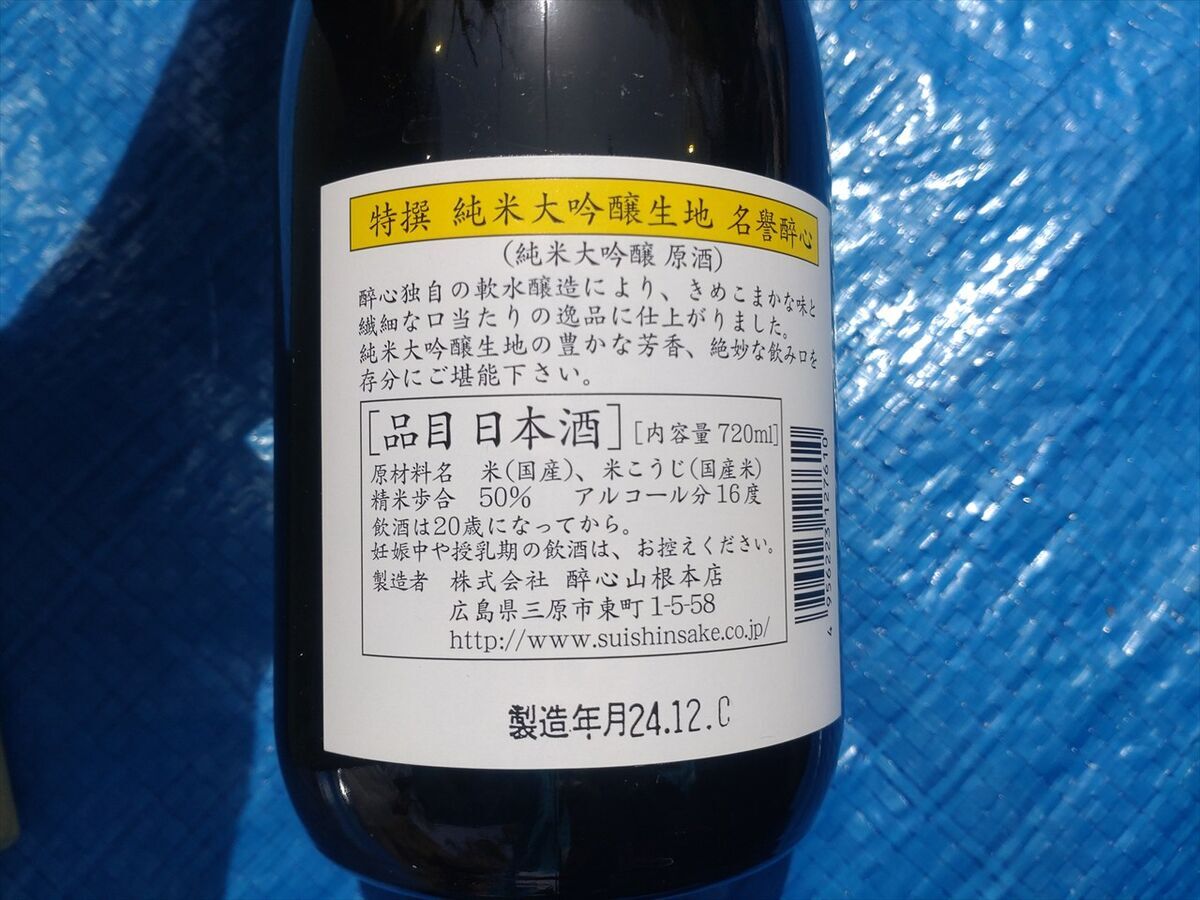 特撰 純米大吟醸生地 名譽醉心
(純米大吟醸 原酒)
醉心独自の軟水醸造により、きめこまかな味と
繊細な口当たりの逸品に仕上がりました。
純米大吟醸生地の豊かな芳香、絶妙な飲み口を
存分にご堪能下さい。
[品目 日本酒] [内容量 720ml]
原材料名 米(国産)、米こうじ(国産米)
精米歩合 50% アルコール分 16度
飲酒は20歳になってから。
妊娠中や授乳期の飲酒は、お控えください。
製造者 株式会社 醉心山根本店
広島県三原市東町 1-5-58
http://www.suishinsake.co.jp/
4 956223 127610
製造年月24.12.C